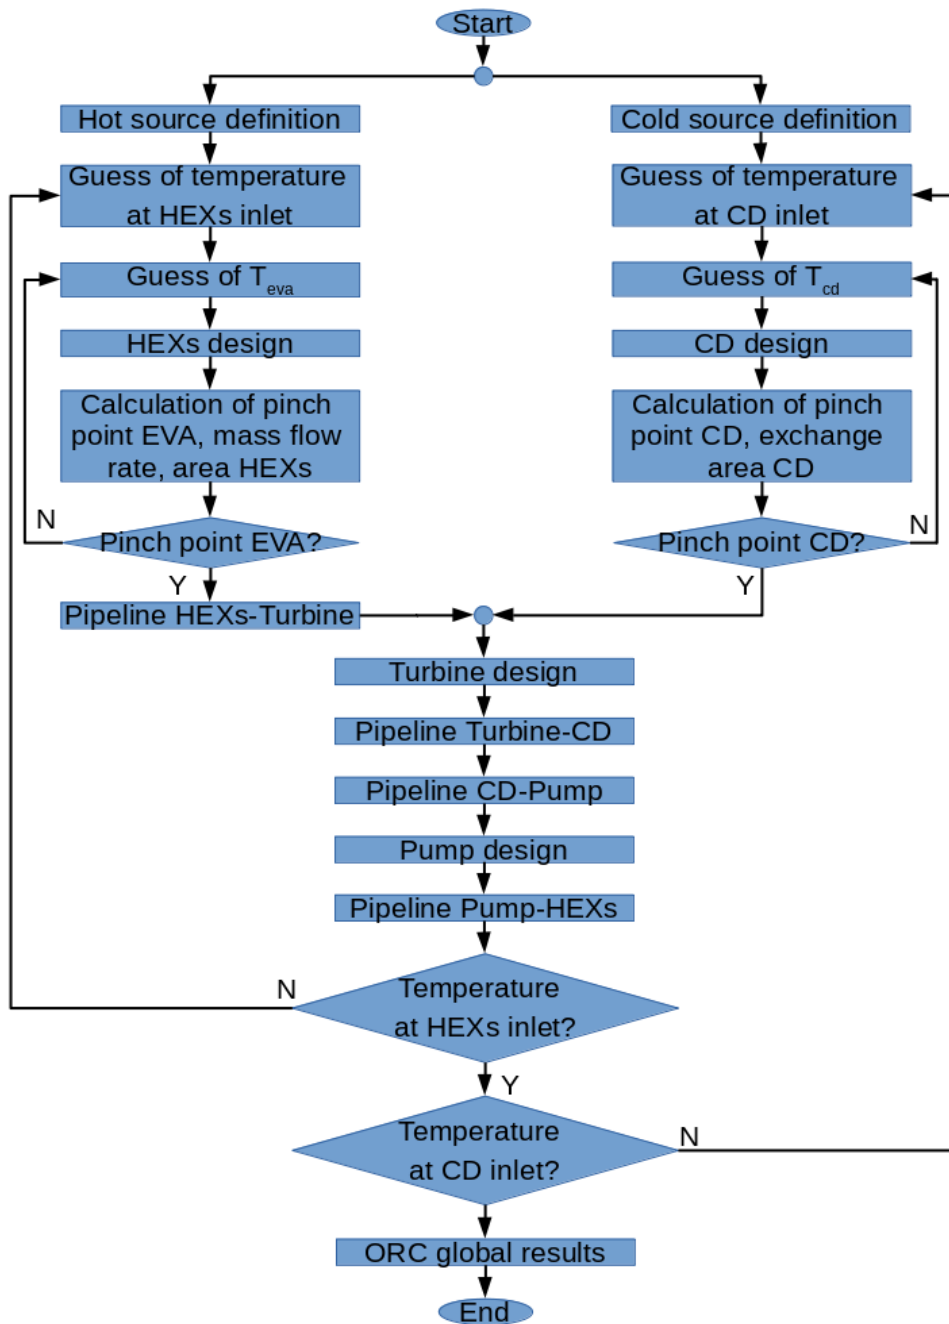 Start
Hot source definition
Guess of temperature
at HEXs inlet
Guess of Teva
HEXs design
Calculation of pinch
point EVA, mass flow
rate, area HEXs
N
Pinch point EVA?
Y
Pipeline HEXs-Turbine
Cold source definition
Guess of temperature
at CD inlet
Guess of Tcd
CD design
Calculation of pinch
point CD, exchange
area CD
Pinch point CD?
N
Y
Turbine design
Pipeline Turbine-CD
Pipeline CD-Pump
Pump design
Pipeline Pump-HEXs
N
Temperature
at HEXs inlet?
Y
Temperature
at CD inlet?
N
ORC global results
End